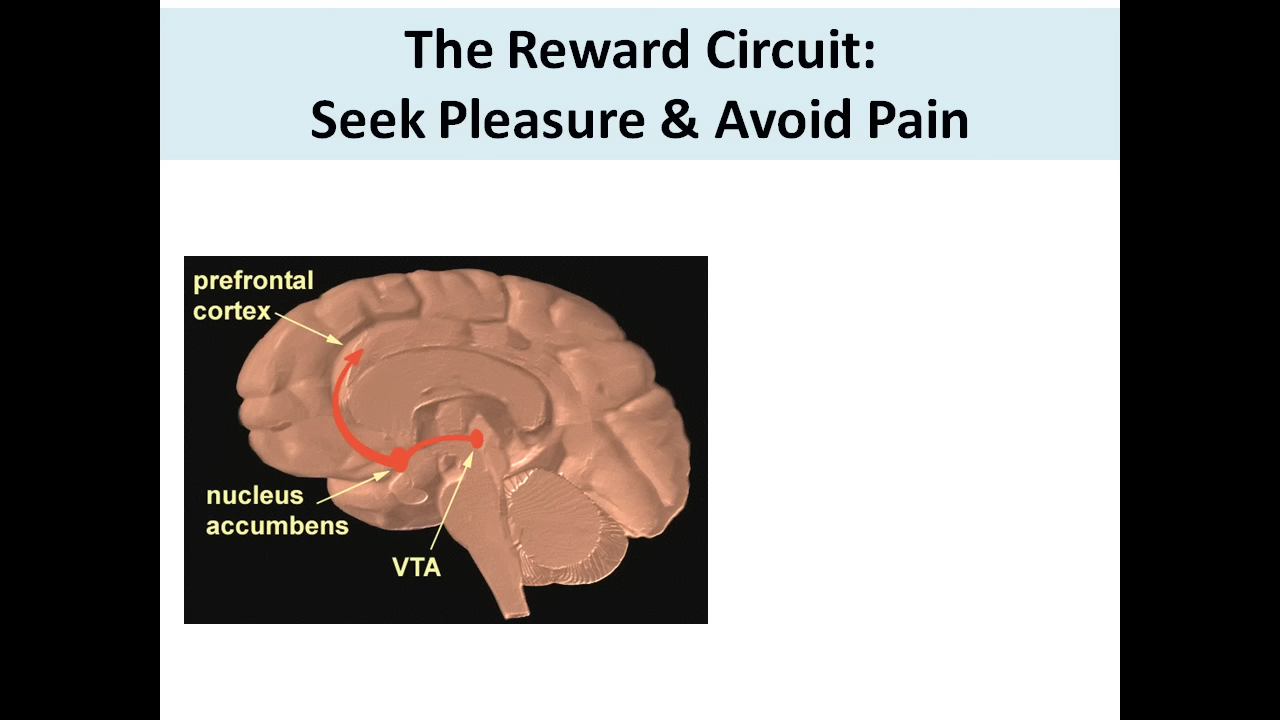 The Reward Circuit:
Seek Pleasure & Avoid Pain
prefrontal
cortex
nucleus
accumbens
VTA